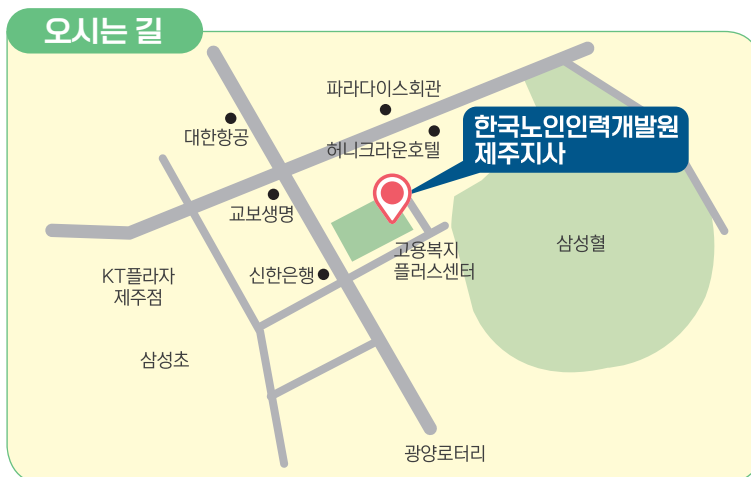 오시는 길
파라다이스회관
대한항공
허니크라운호텔
한국노인인력개발원
제주지사
교보생명
고용복지
플러스센터
삼성혈
신한은행
KT플라자
제주점
삼성초
광양로터리